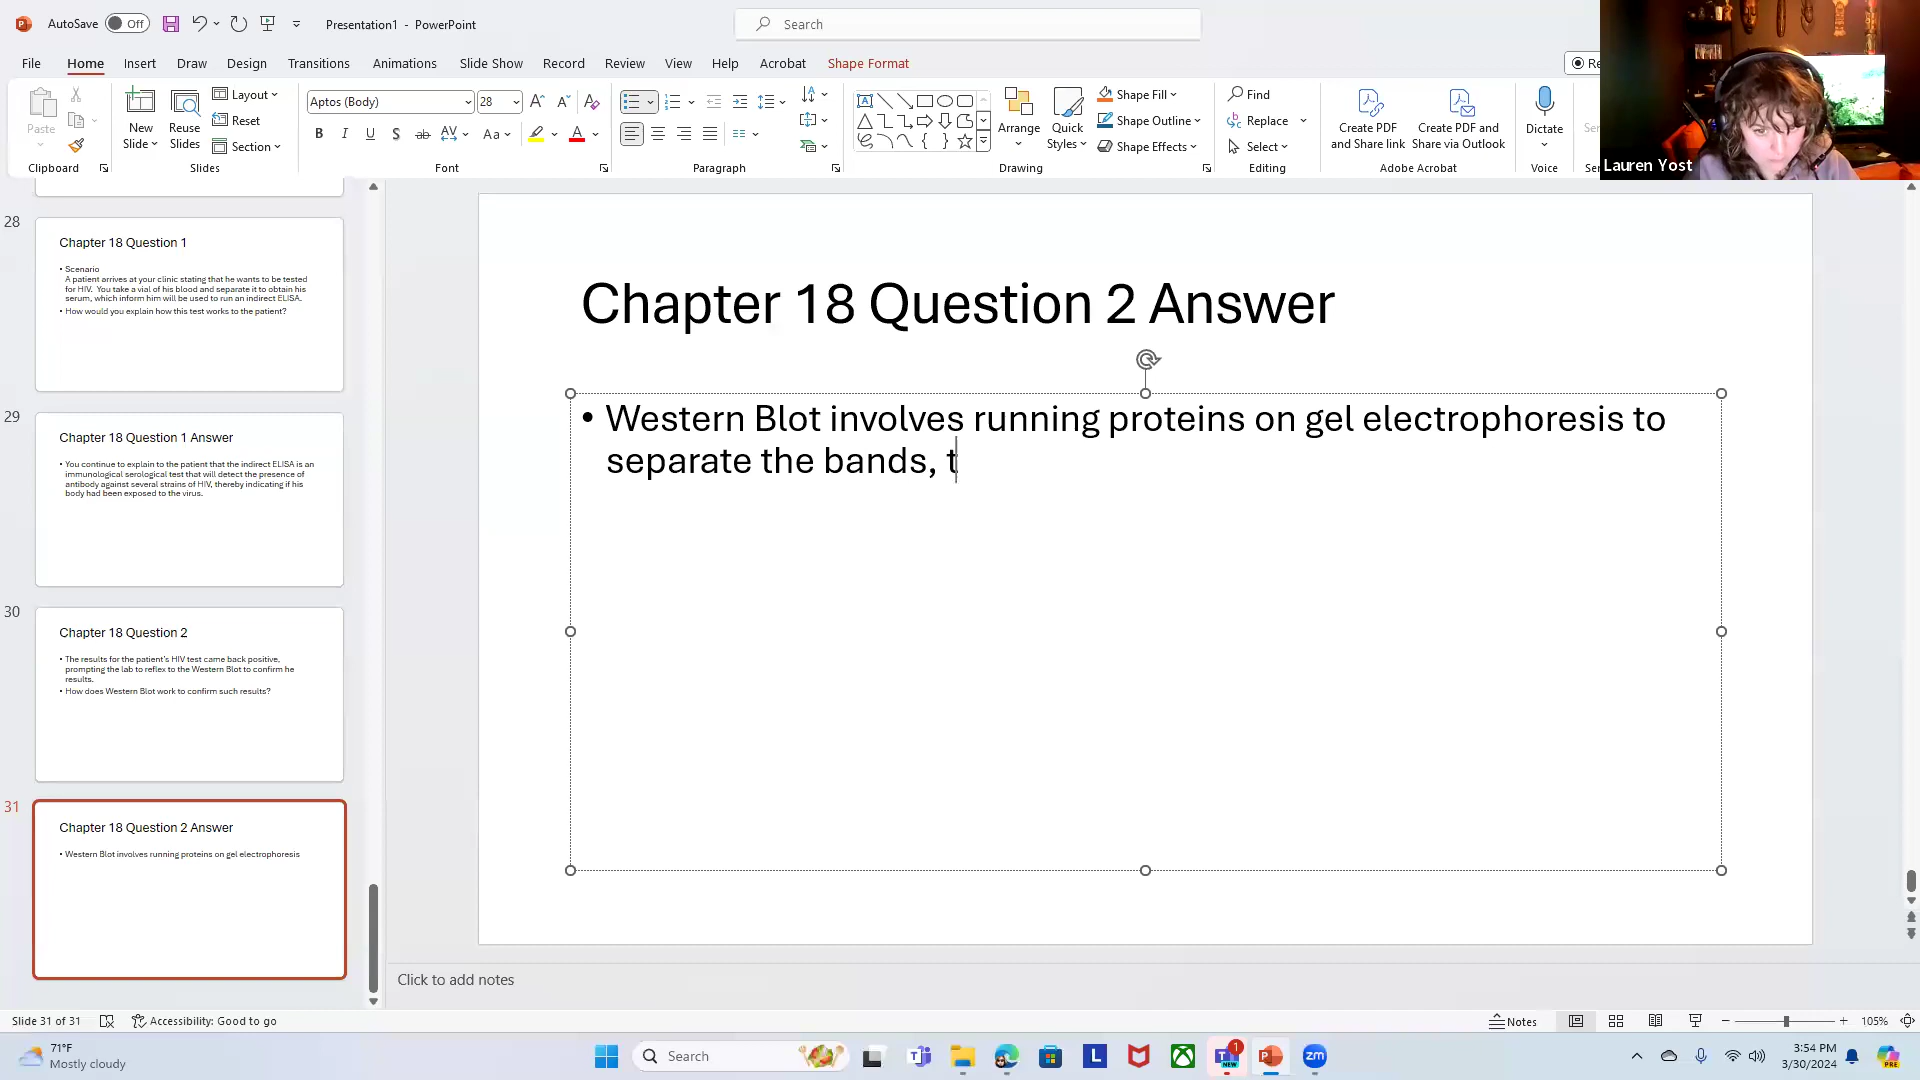 AutoSave Off Presentation1 - PowerPoint Search
File Home Insert Draw Design Transitions Animations Slide Show Record Review View Help Acrobat Shape Format
Paste
New Slide
Reuse Slides
Layout
Reset
Section
Aptos (Body) 28
Arrange
Quick Styles
Shape Fill
Shape Outline
Shape Effects
Find
Replace
Select
Create PDF and Share link
Create PDF and Share via Outlook
Dictate
Clipboard Slides Font Paragraph Drawing Editing Adobe Acrobat Voice
Lauren Yost
28
Chapter 18 Question 1
• Scenario
A patient arrives at your clinic stating that he wants to be tested
for HIV. You take a vial of his blood and separate it to obtain his
serum, which inform him will be used to run an indirect ELISA.
• How would you explain how this test works to the patient?
29
Chapter 18 Question 1 Answer
• You continue to explain to the patient that the indirect ELISA is an
immunological serological test that will detect the presence of
antibody against several strains of HIV, thereby indicating if his
body had been exposed to the virus.
30
Chapter 18 Question 2
• The results for the patient's HIV test came back positive,
prompting the lab to reflex to the Western Blot to confirm he
results.
• How does Western Blot work to confirm such results?
31
Chapter 18 Question 2 Answer
• Western Blot involves running proteins on gel electrophoresis
Chapter 18 Question 2 Answer
• Western Blot involves running proteins on gel electrophoresis to
separate the bands, t
Click to add notes
Slide 31 of 31 Accessibility: Good to go Notes 105%
71°F
Mostly cloudy
Search
3:54 PM
3/30/2024